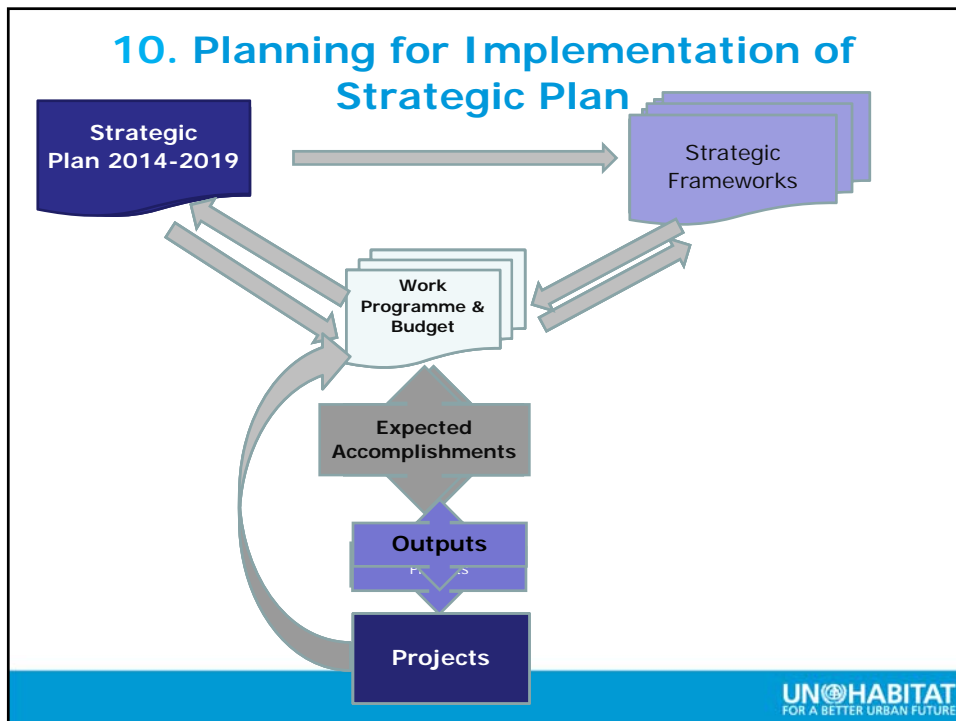 10. Planning for Implementation of
Strategic Plan
Strategic
Plan 2014-2019
Strategic
Frameworks
Work
Programme &
Budget
Expected
Accomplishments
Outputs
Projects
UN HABITAT
FOR A BETTER URBAN FUTURE